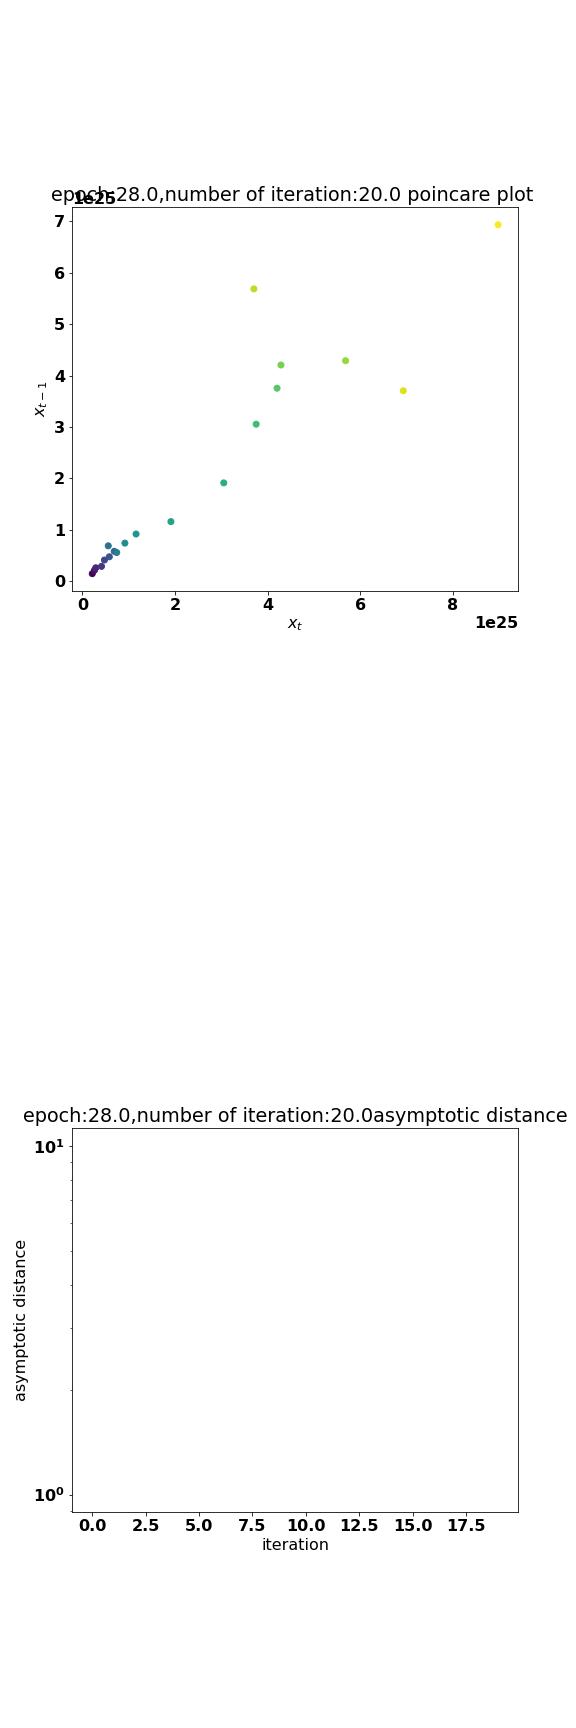 epoch:28.0,number of iteration:20.0 poincare plot
1e25
7
6
5
4
3
2
1
0
x_{t-1}
0 2 4 6 8
x_t
1e25
epoch:28.0,number of iteration:20.0asymptotic distance
10^1
10^0
asymptotic distance
0.0 2.5 5.0 7.5 10.0 12.5 15.0 17.5
iteration